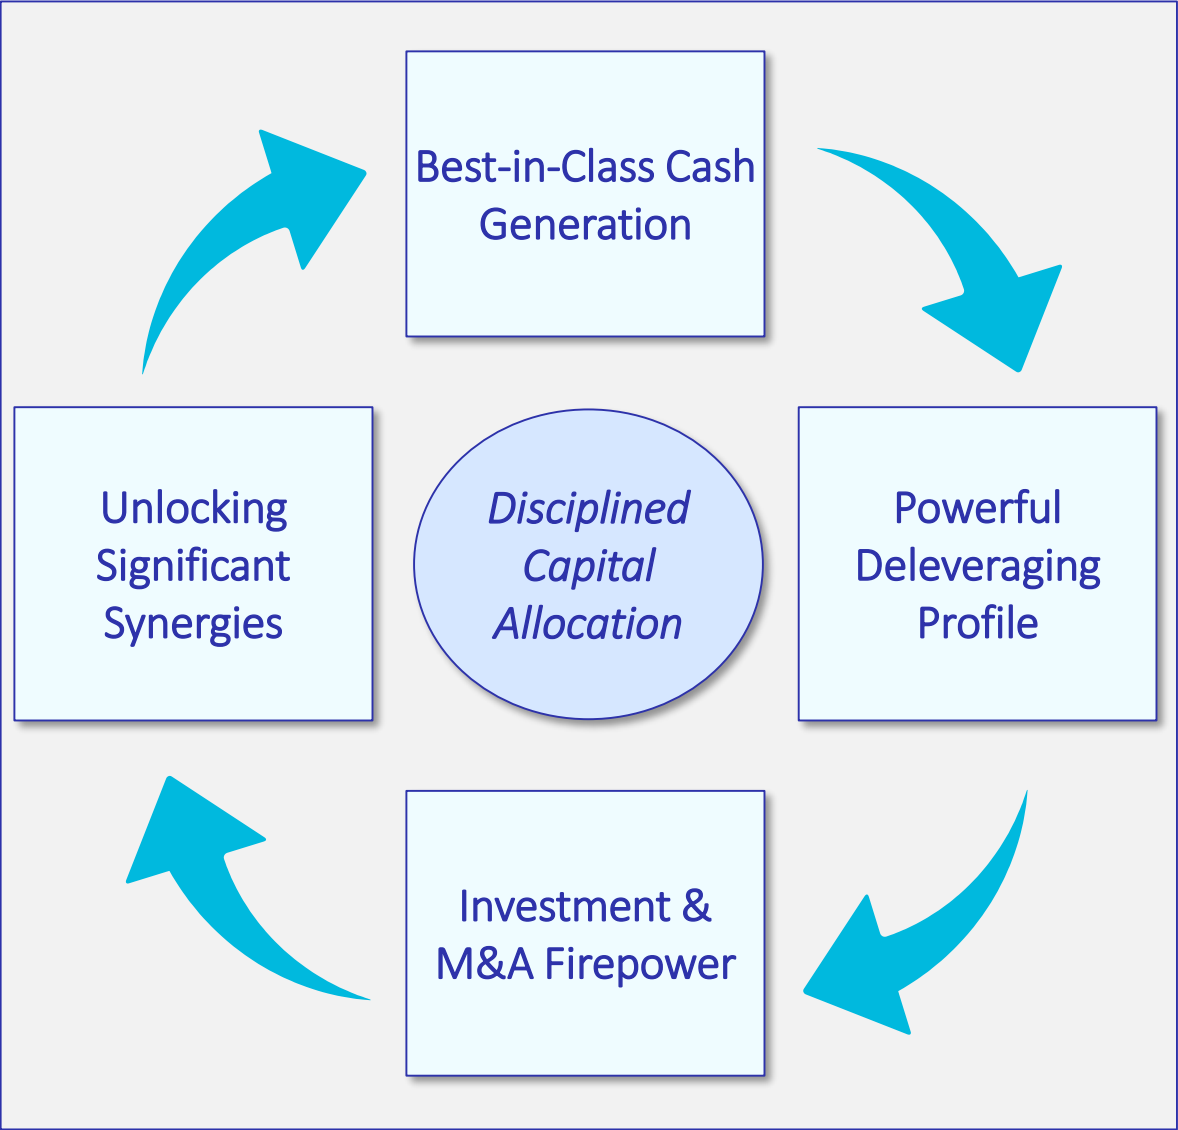 Best-in-Class Cash
Generation
Unlocking
Significant
Synergies
Disciplined
Capital
Allocation
Powerful
Deleveraging
Profile
Investment &
M&A Firepower